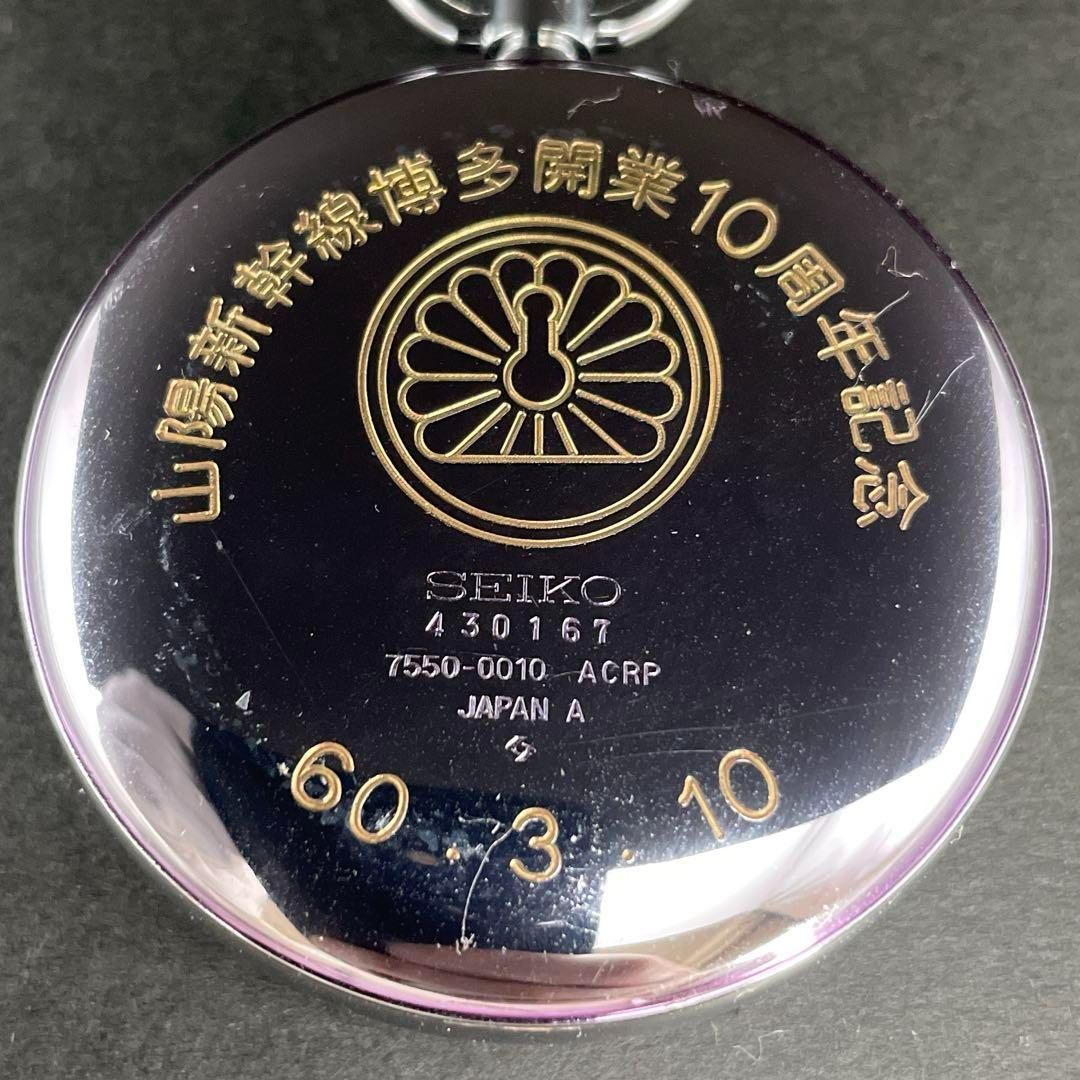 山陽新幹線博多開業10周年記念
SEIKO
430167
7550-0010 ACRP
JAPAN A
60.3.10